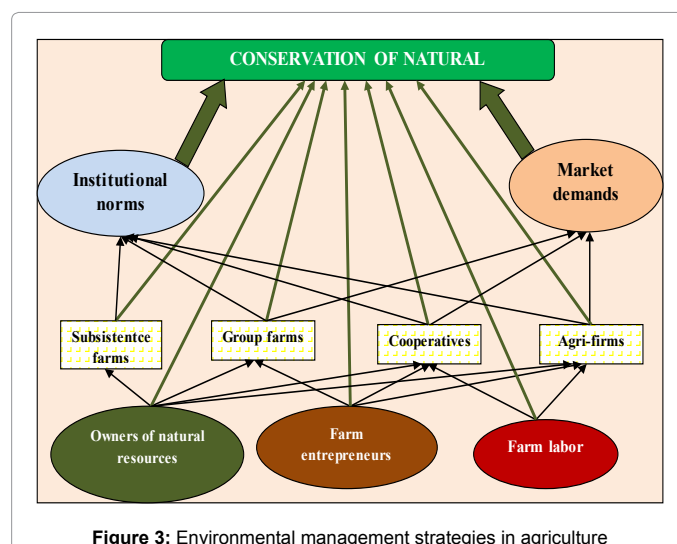 CONSERVATION OF NATURAL
Institutional
norms
Market
demands
Subsistentce
farms
Group farms
Cooperatives
Agri-firms
Owners of natural
resources
Farm
entrepreneurs
Farm labor
Figure 3: Environmental management strategies in agriculture